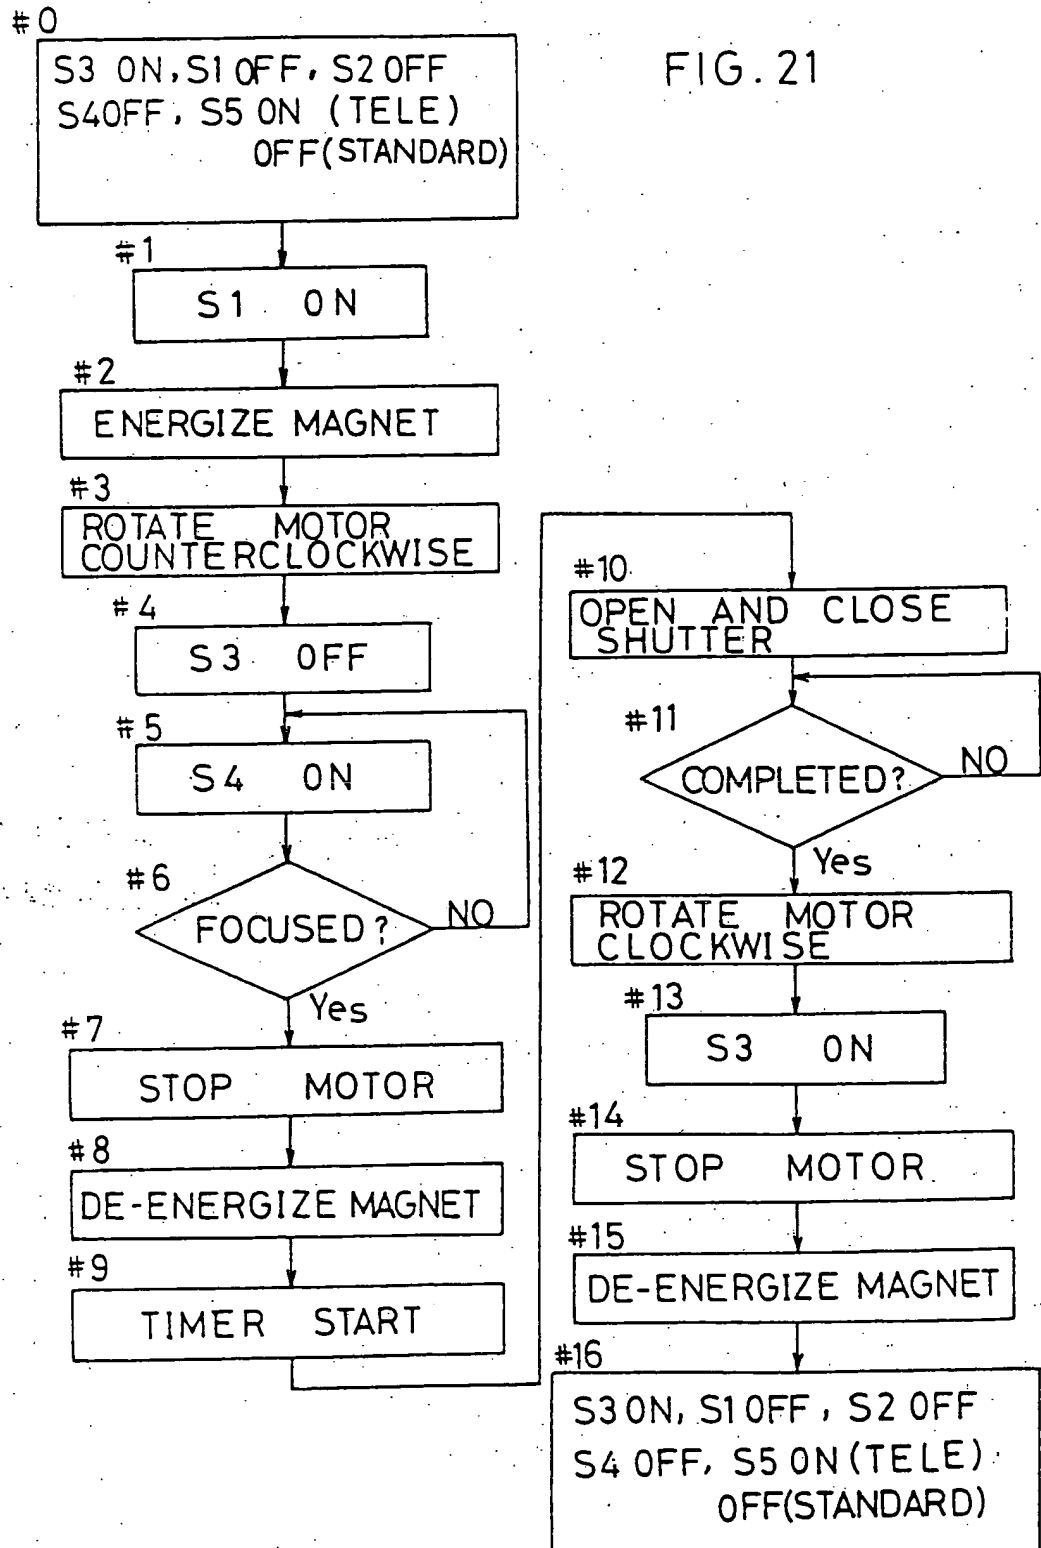 FIG. 21
#0
S3 ON, S1 OFF, S2 OFF
S4 OFF, S5 ON (TELE)
OFF(STANDARD)
#1
S1 ON
#2
ENERGIZE MAGNET
#3
ROTATE MOTOR
COUNTERCLOCKWISE
#4
S3 OFF
#5
S4 ON
#6
FOCUSED?
NO
Yes
#7
STOP MOTOR
#8
DE-ENERGIZE MAGNET
#9
TIMER START
#10
OPEN AND CLOSE
SHUTTER
#11
COMPLETED?
NO
Yes
#12
ROTATE MOTOR
CLOCKWISE
#13
S3 ON
#14
STOP MOTOR
#15
DE-ENERGIZE MAGNET
#16
S3 ON, S1 OFF, S2 OFF
S4 OFF, S5 ON (TELE)
OFF(STANDARD)